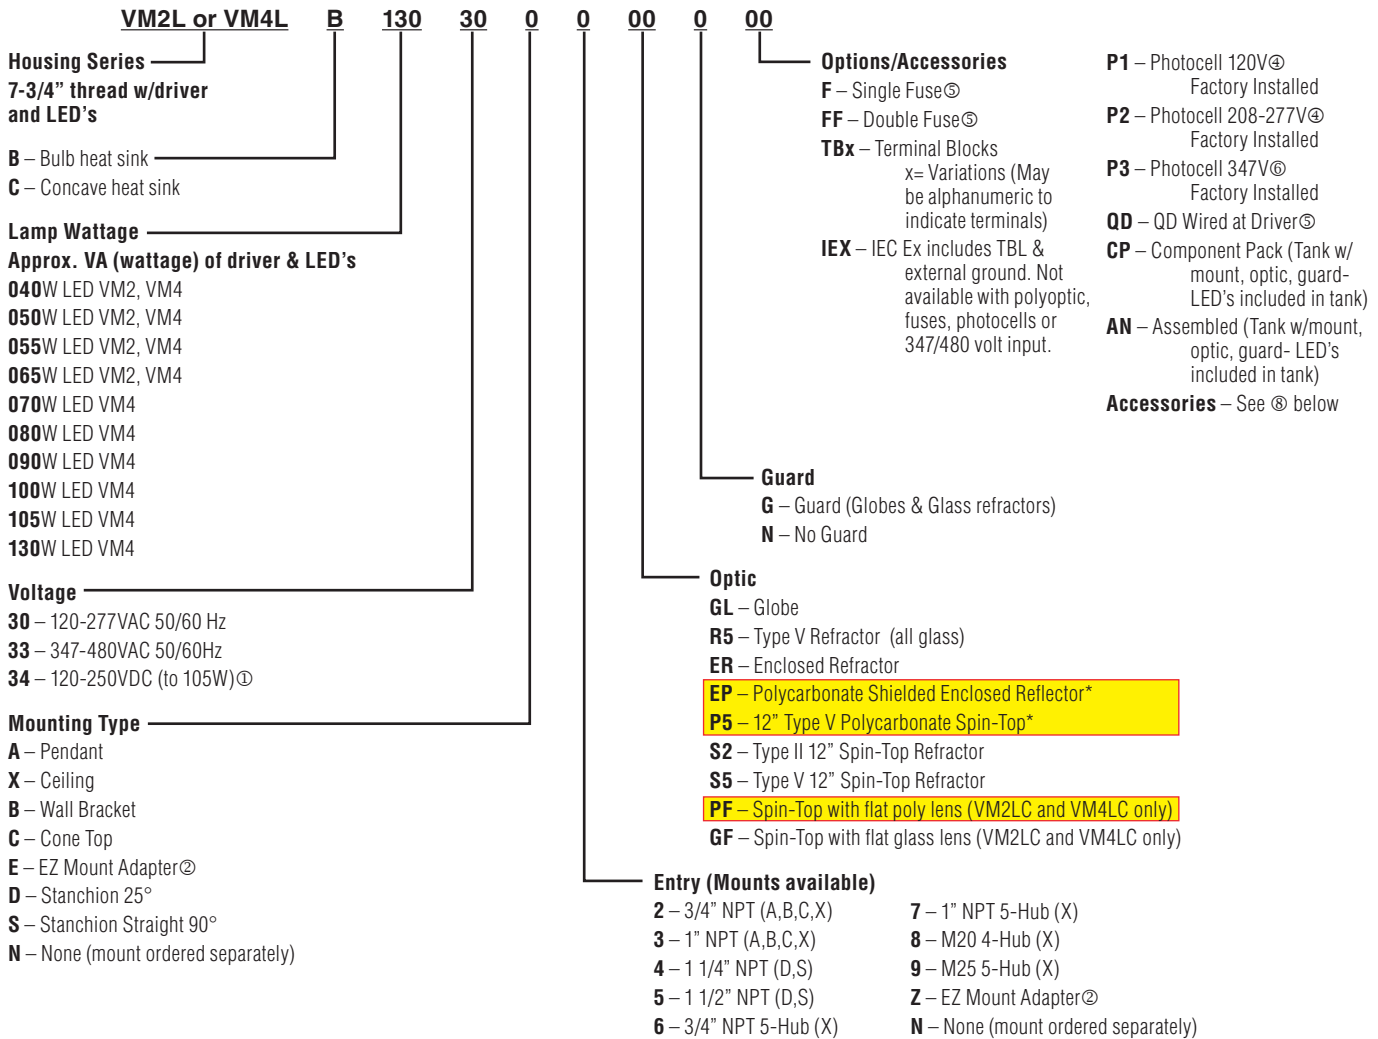 VM2L or VM4L B 130 30 0 0 00 0 00
Housing Series
7-3/4” thread w/driver
and LED’s
B – Bulb heat sink
C – Concave heat sink
Lamp Wattage
Approx. VA (wattage) of driver & LED’s
040W LED VM2, VM4
050W LED VM2, VM4
055W LED VM2, VM4
065W LED VM2, VM4
070W LED VM4
080W LED VM4
090W LED VM4
100W LED VM4
105W LED VM4
130W LED VM4
Voltage
30 – 120-277VAC 50/60 Hz
33 – 347-480VAC 50/60Hz
34 – 120-250VDC (to 105W)①
Mounting Type
A – Pendant
X – Ceiling
B – Wall Bracket
C – Cone Top
E – EZ Mount Adapter②
D – Stanchion 25°
S – Stanchion Straight 90°
N – None (mount ordered separately)
Options/Accessories
F – Single Fuse⑤
FF – Double Fuse⑤
TBx – Terminal Blocks
x= Variations (May
be alphanumeric to
indicate terminals)
IEX – IEC Ex includes TBL &
external ground. Not
available with polyoptic,
fuses, photocells or
347/480 volt input.
P1 – Photocell 120V④
Factory Installed
P2 – Photocell 208-277V④
Factory Installed
P3 – Photocell 347V⑥
Factory Installed
QD – QD Wired at Driver⑤
CP – Component Pack (Tank w/
mount, optic, guard-
LED’s included in tank)
AN – Assembled (Tank w/mount,
optic, guard- LED’s
included in tank)
Accessories – See ⑧ below
Guard
G – Guard (Globes & Glass refractors)
N – No Guard
Optic
GL – Globe
R5 – Type V Refractor (all glass)
ER – Enclosed Refractor
EP – Polycarbonate Shielded Enclosed Reflector*
P5 – 12” Type V Polycarbonate Spin-Top*
S2 – Type II 12” Spin-Top Refractor
S5 – Type V 12” Spin-Top Refractor
PF – Spin-Top with flat poly lens (VM2LC and VM4LC only)
GF – Spin-Top with flat glass lens (VM2LC and VM4LC only)
Entry (Mounts available)
2 – 3/4” NPT (A,B,C,X)
3 – 1” NPT (A,B,C,X)
4 – 1 1/4” NPT (D,S)
5 – 1 1/2” NPT (D,S)
6 – 3/4” NPT 5-Hub (X)
7 – 1” NPT 5-Hub (X)
8 – M20 4-Hub (X)
9 – M25 5-Hub (X)
Z – EZ Mount Adapter②
N – None (mount ordered separately)